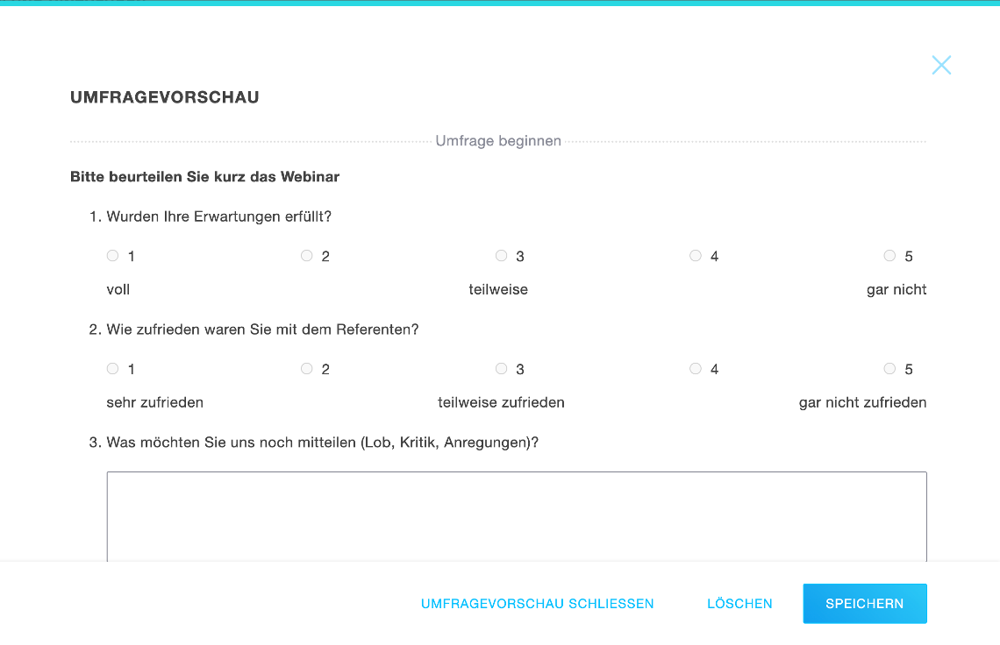 UMFRAGEVORSCHAU
Umfrage beginnen
Bitte beurteilen Sie kurz das Webinar
1. Wurden Ihre Erwartungen erfüllt?
1 2 3 4 5
voll teilweise gar nicht
2. Wie zufrieden waren Sie mit dem Referenten?
1 2 3 4 5
sehr zufrieden teilweise zufrieden gar nicht zufrieden
3. Was möchten Sie uns noch mitteilen (Lob, Kritik, Anregungen)?
UMFRAGEVORSCHAU SCHLIESSEN LÖSCHEN SPEICHERN